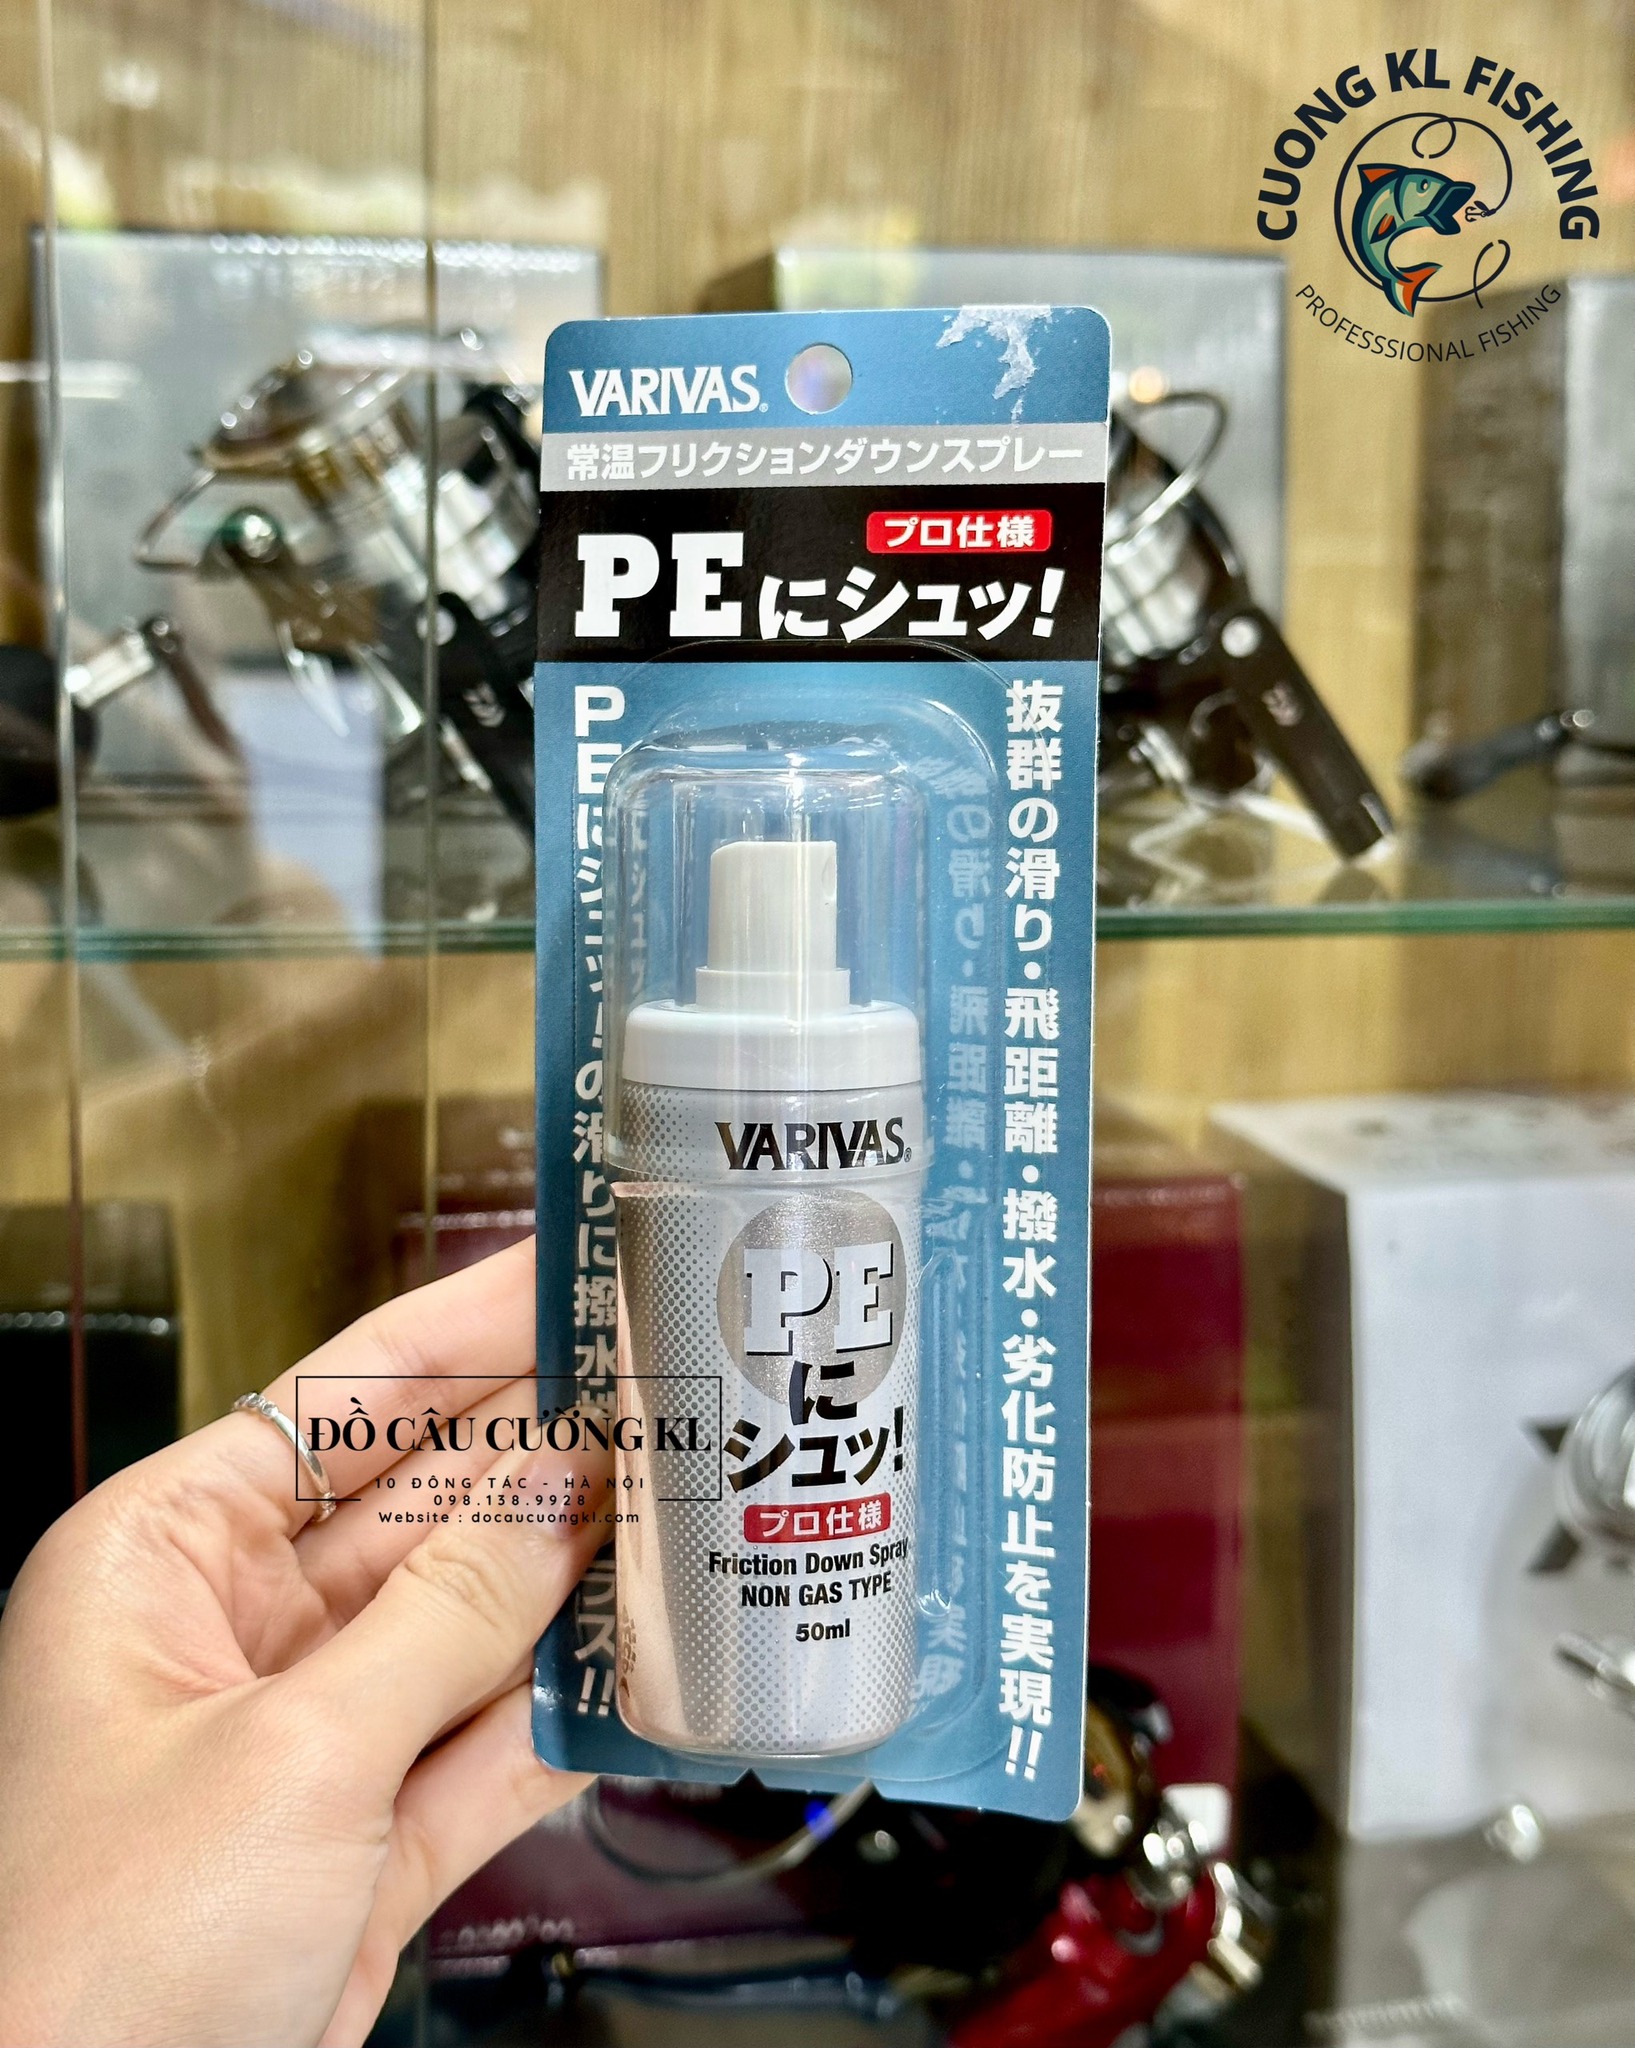 CUONG KL FISHING
PROFESSSIONAL FISHING
VARIVAS®
常温フリクションダウンスプレー
プロ仕様
PEにシュッ!
抜群の滑り・飛距離・撥水・劣化防止を実現!!
PEにシュッ!の滑りに撥水
ラス!!
VARIVAS®
PE
に
シュッ!
プロ仕様
Friction Down Spray
NON GAS TYPE
50ml
ĐỒ CÂU CƯỜNG KL
10 ĐÔNG TÁC - HÀ NỘI
098.138.9928
Website : docaucuongkl.com